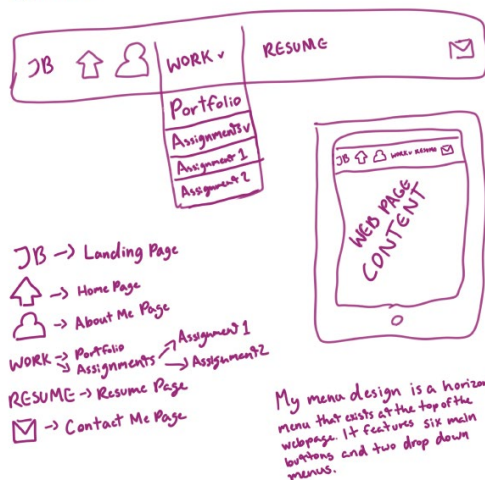 JB WORK RESUME
Portfolio
Assignments
Assignment 1
Assignment 2
JB WORK RESUME
WEB PAGE
CONTENT
JB -> Landing Page
-> Home Page
-> About Me Page
WORK -> Portfolio
-> Assignments -> Assignment 1
-> Assignment 2
RESUME -> Resume Page
-> Contact Me Page
My menu design is a horizon
menu that exists at the top of the
webpage. It features six main
buttons and two drop down
menus.